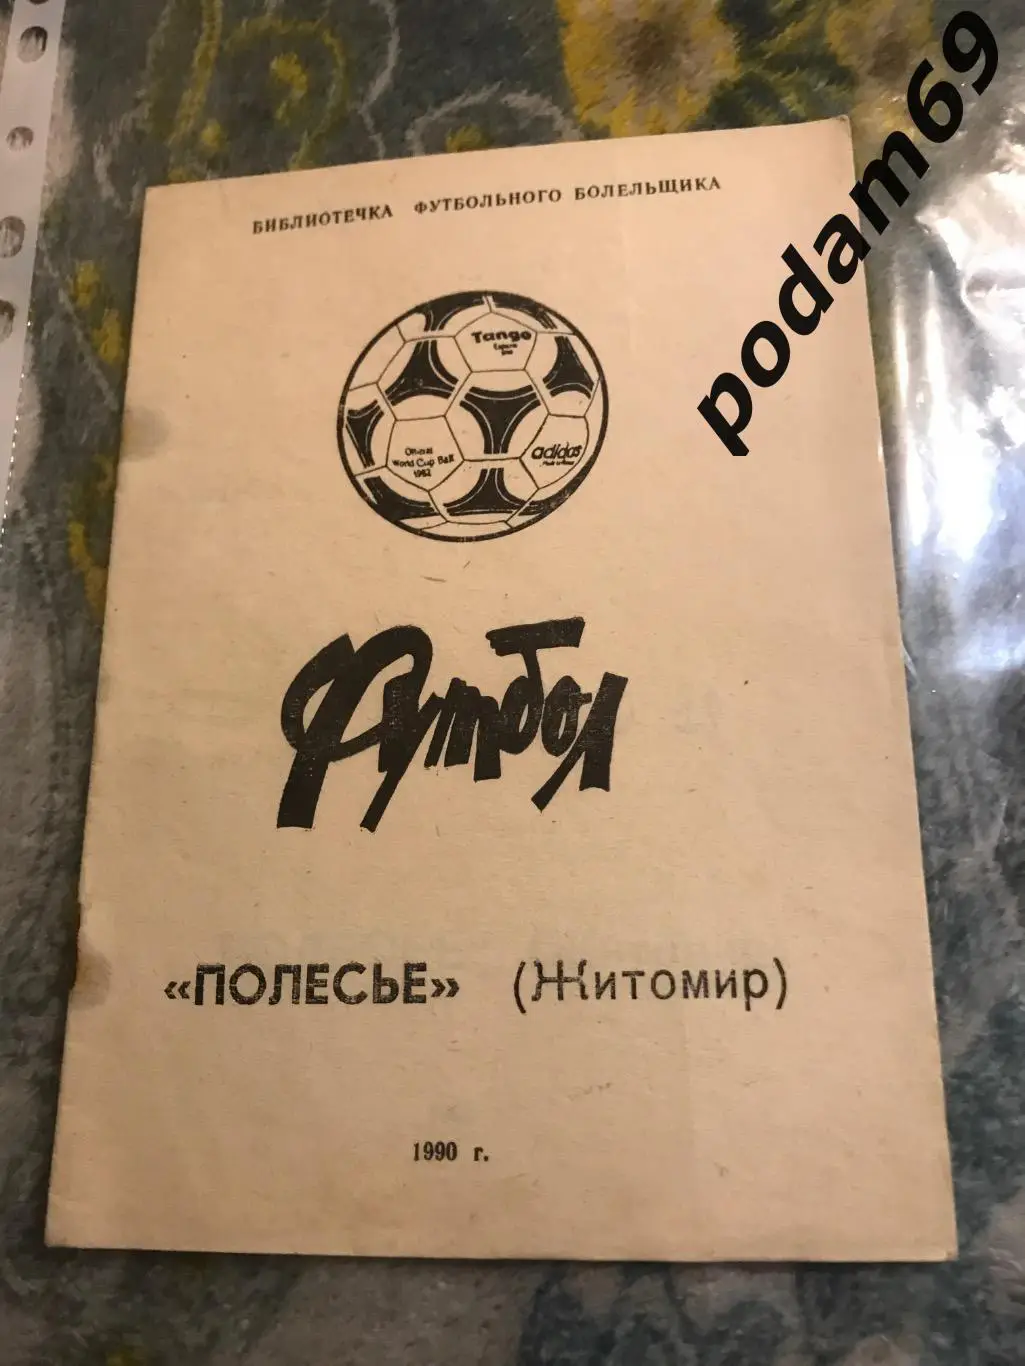 БИБЛИОТЕЧКА ФУТБОЛЬНОГО БОЛЕЛЬЩИКА
Tango
adidas
Official
World Cup Ball
1982
Футбол
«ПОЛЕСЬЕ» (Житомир)
1990 г.
podam69